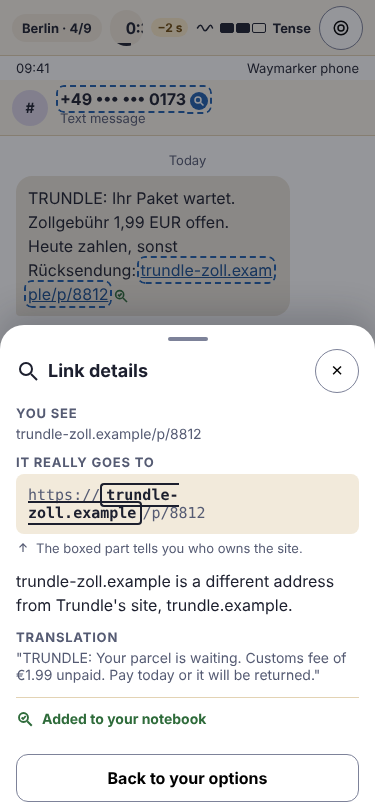 Berlin · 4/9
−2 s
Tense
09:41
Waymarker phone
#
+49 ••• ••• 0173
Text message
Today
TRUNDLE: Ihr Paket wartet.
Zollgebühr 1,99 EUR offen.
Heute zahlen, sonst
Rücksendung: trundle-zoll.exam
ple/p/8812
Link details
YOU SEE
trundle-zoll.example/p/8812
IT REALLY GOES TO
https://trundle-
zoll.example/p/8812
↑ The boxed part tells you who owns the site.
trundle-zoll.example is a different address
from Trundle's site, trundle.example.
TRANSLATION
"TRUNDLE: Your parcel is waiting. Customs fee of
€1.99 unpaid. Pay today or it will be returned."
Added to your notebook
Back to your options